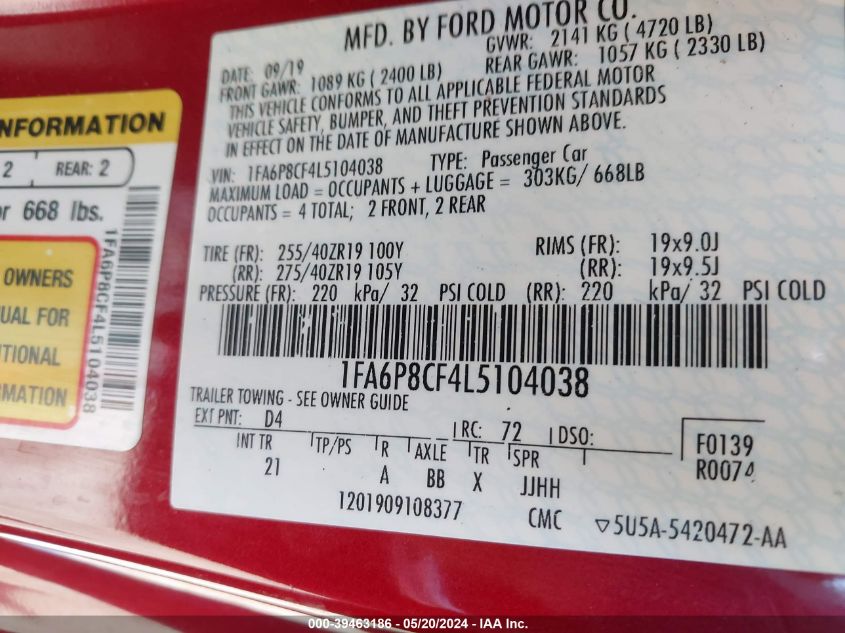 MFD. BY FORD MOTOR CO.
DATE: 09/19
GVWR: 2141 KG ( 4720 LB)
FRONT GAWR: 1089 KG ( 2400 LB)
REAR GAWR: 1057 KG ( 2330 LB)
THIS VEHICLE CONFORMS TO ALL APPLICABLE FEDERAL MOTOR
VEHICLE SAFETY, BUMPER, AND THEFT PREVENTION STANDARDS
IN EFFECT ON THE DATE OF MANUFACTURE SHOWN ABOVE.
VIN: 1FA6P8CF4L5104038 TYPE: Passenger Car
MAXIMUM LOAD = OCCUPANTS + LUGGAGE = 303KG/ 668LB
OCCUPANTS = 4 TOTAL; 2 FRONT, 2 REAR
TIRE (FR): 255/40ZR19 100Y RIMS (FR): 19x9.0J
(RR): 275/40ZR19 105Y (RR): 19x9.5J
PRESSURE (FR): 220 kPa/ 32 PSI COLD (RR): 220 kPa/ 32 PSI COLD
1FA6P8CF4L5104038
TRAILER TOWING - SEE OWNER GUIDE
EXT PNT: D4 RC: 72 DSO:
INT TR TP/PS R AXLE TR SPR
21 A BB X JJHH
F0139
R0074
1201909108377 CMC ▽5U5A-5420472-AA
INFORMATION
2 REAR: 2
or 668 lbs.
OWNERS
UAL FOR
ITIONAL
MATION
1FA6P8CF4L5104038
000-39463186 - 05/20/2024 - IAA Inc.